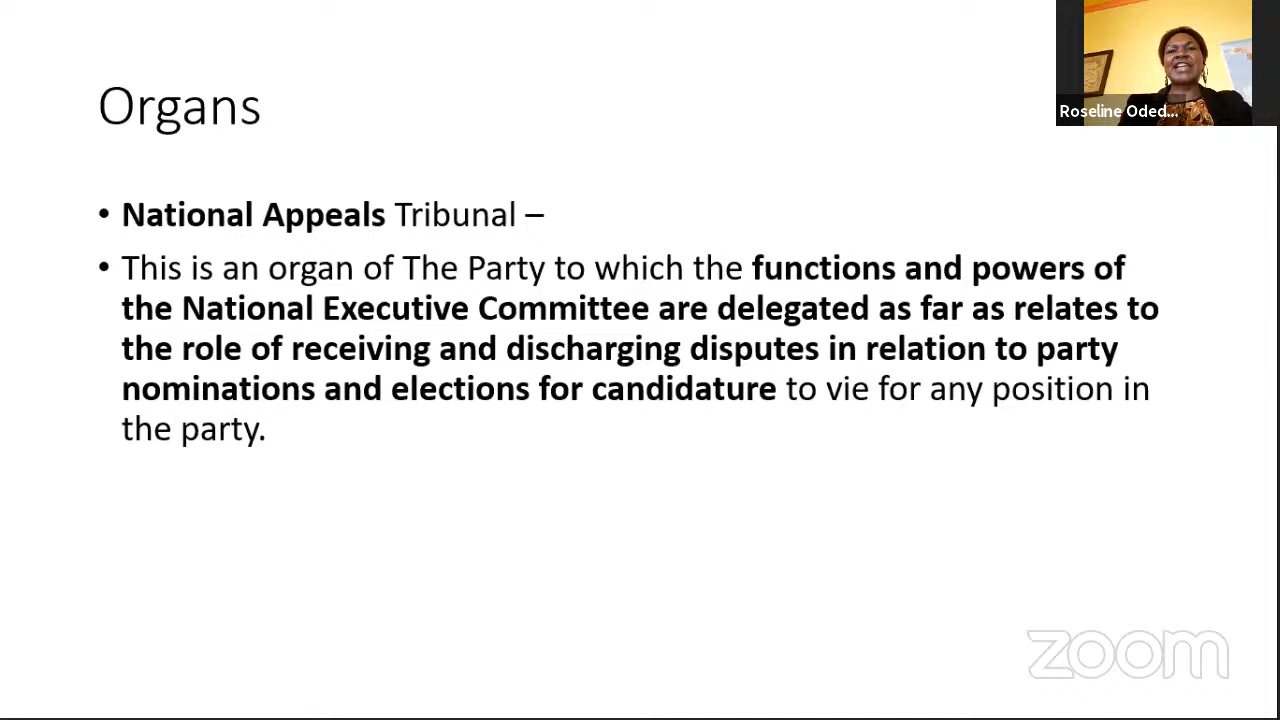 Organs
Roseline Oded...
• National Appeals Tribunal –
• This is an organ of The Party to which the functions and powers of
the National Executive Committee are delegated as far as relates to
the role of receiving and discharging disputes in relation to party
nominations and elections for candidature to vie for any position in
the party.
zoom